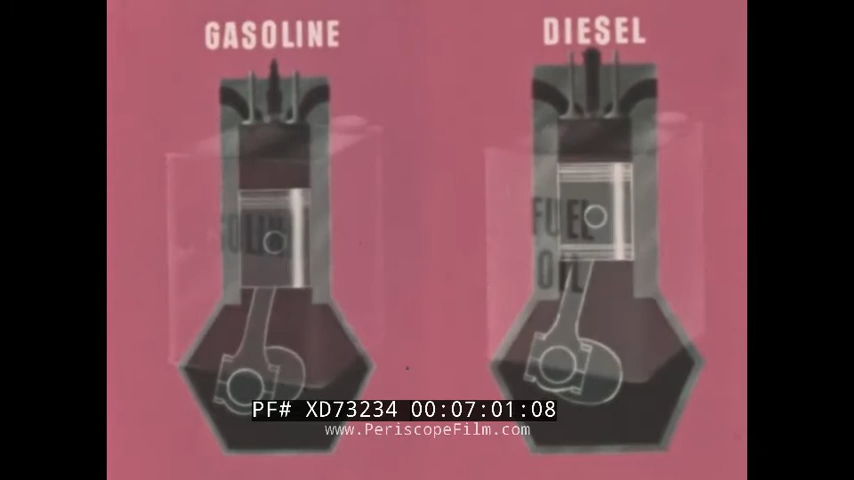 GASOLINE
DIESEL
FUEL
OIL
PF# XD73234 00:07:01:08
www.PeriscopeFilm.com